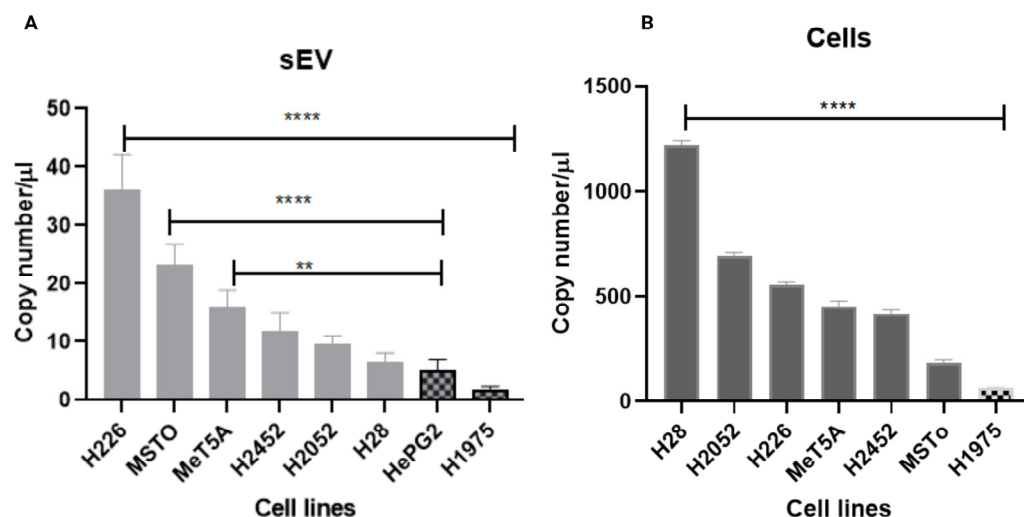 A
sEV
****
****
**
50
40
30
20
10
0
Copy number/μl
H226
MSTO
MeT5A
H2452
H2052
H28
HePG2
H1975
Cell lines
B
Cells
****
1500
1000
500
0
Copy number/μl
H28
H2052
H226
MeT5A
H2452
MSTo
H1975
Cell lines